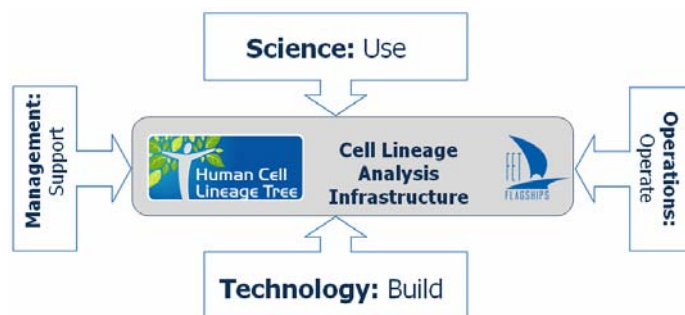 Science: Use
Management:
Support
Human Cell
Lineage Tree
Cell Lineage
Analysis
Infrastructure
FET
FLAGSHIPS
Operations:
Operate
Technology: Build